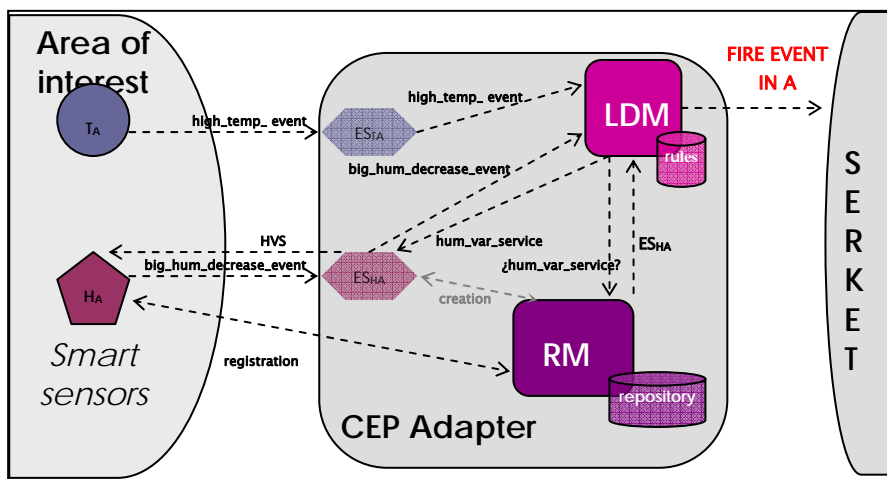 Area of
interest
TA
high_temp_ event
ESTA
high_temp_ event
LDM
rules
FIRE EVENT
IN A
big_hum_decrease_event
HVS
hum_var_service
ESHA
big_hum_decrease_event
ESHA
¿hum_var_service?
HA
creation
Smart
sensors
registration
RM
repository
CEP Adapter
S
E
R
K
E
T